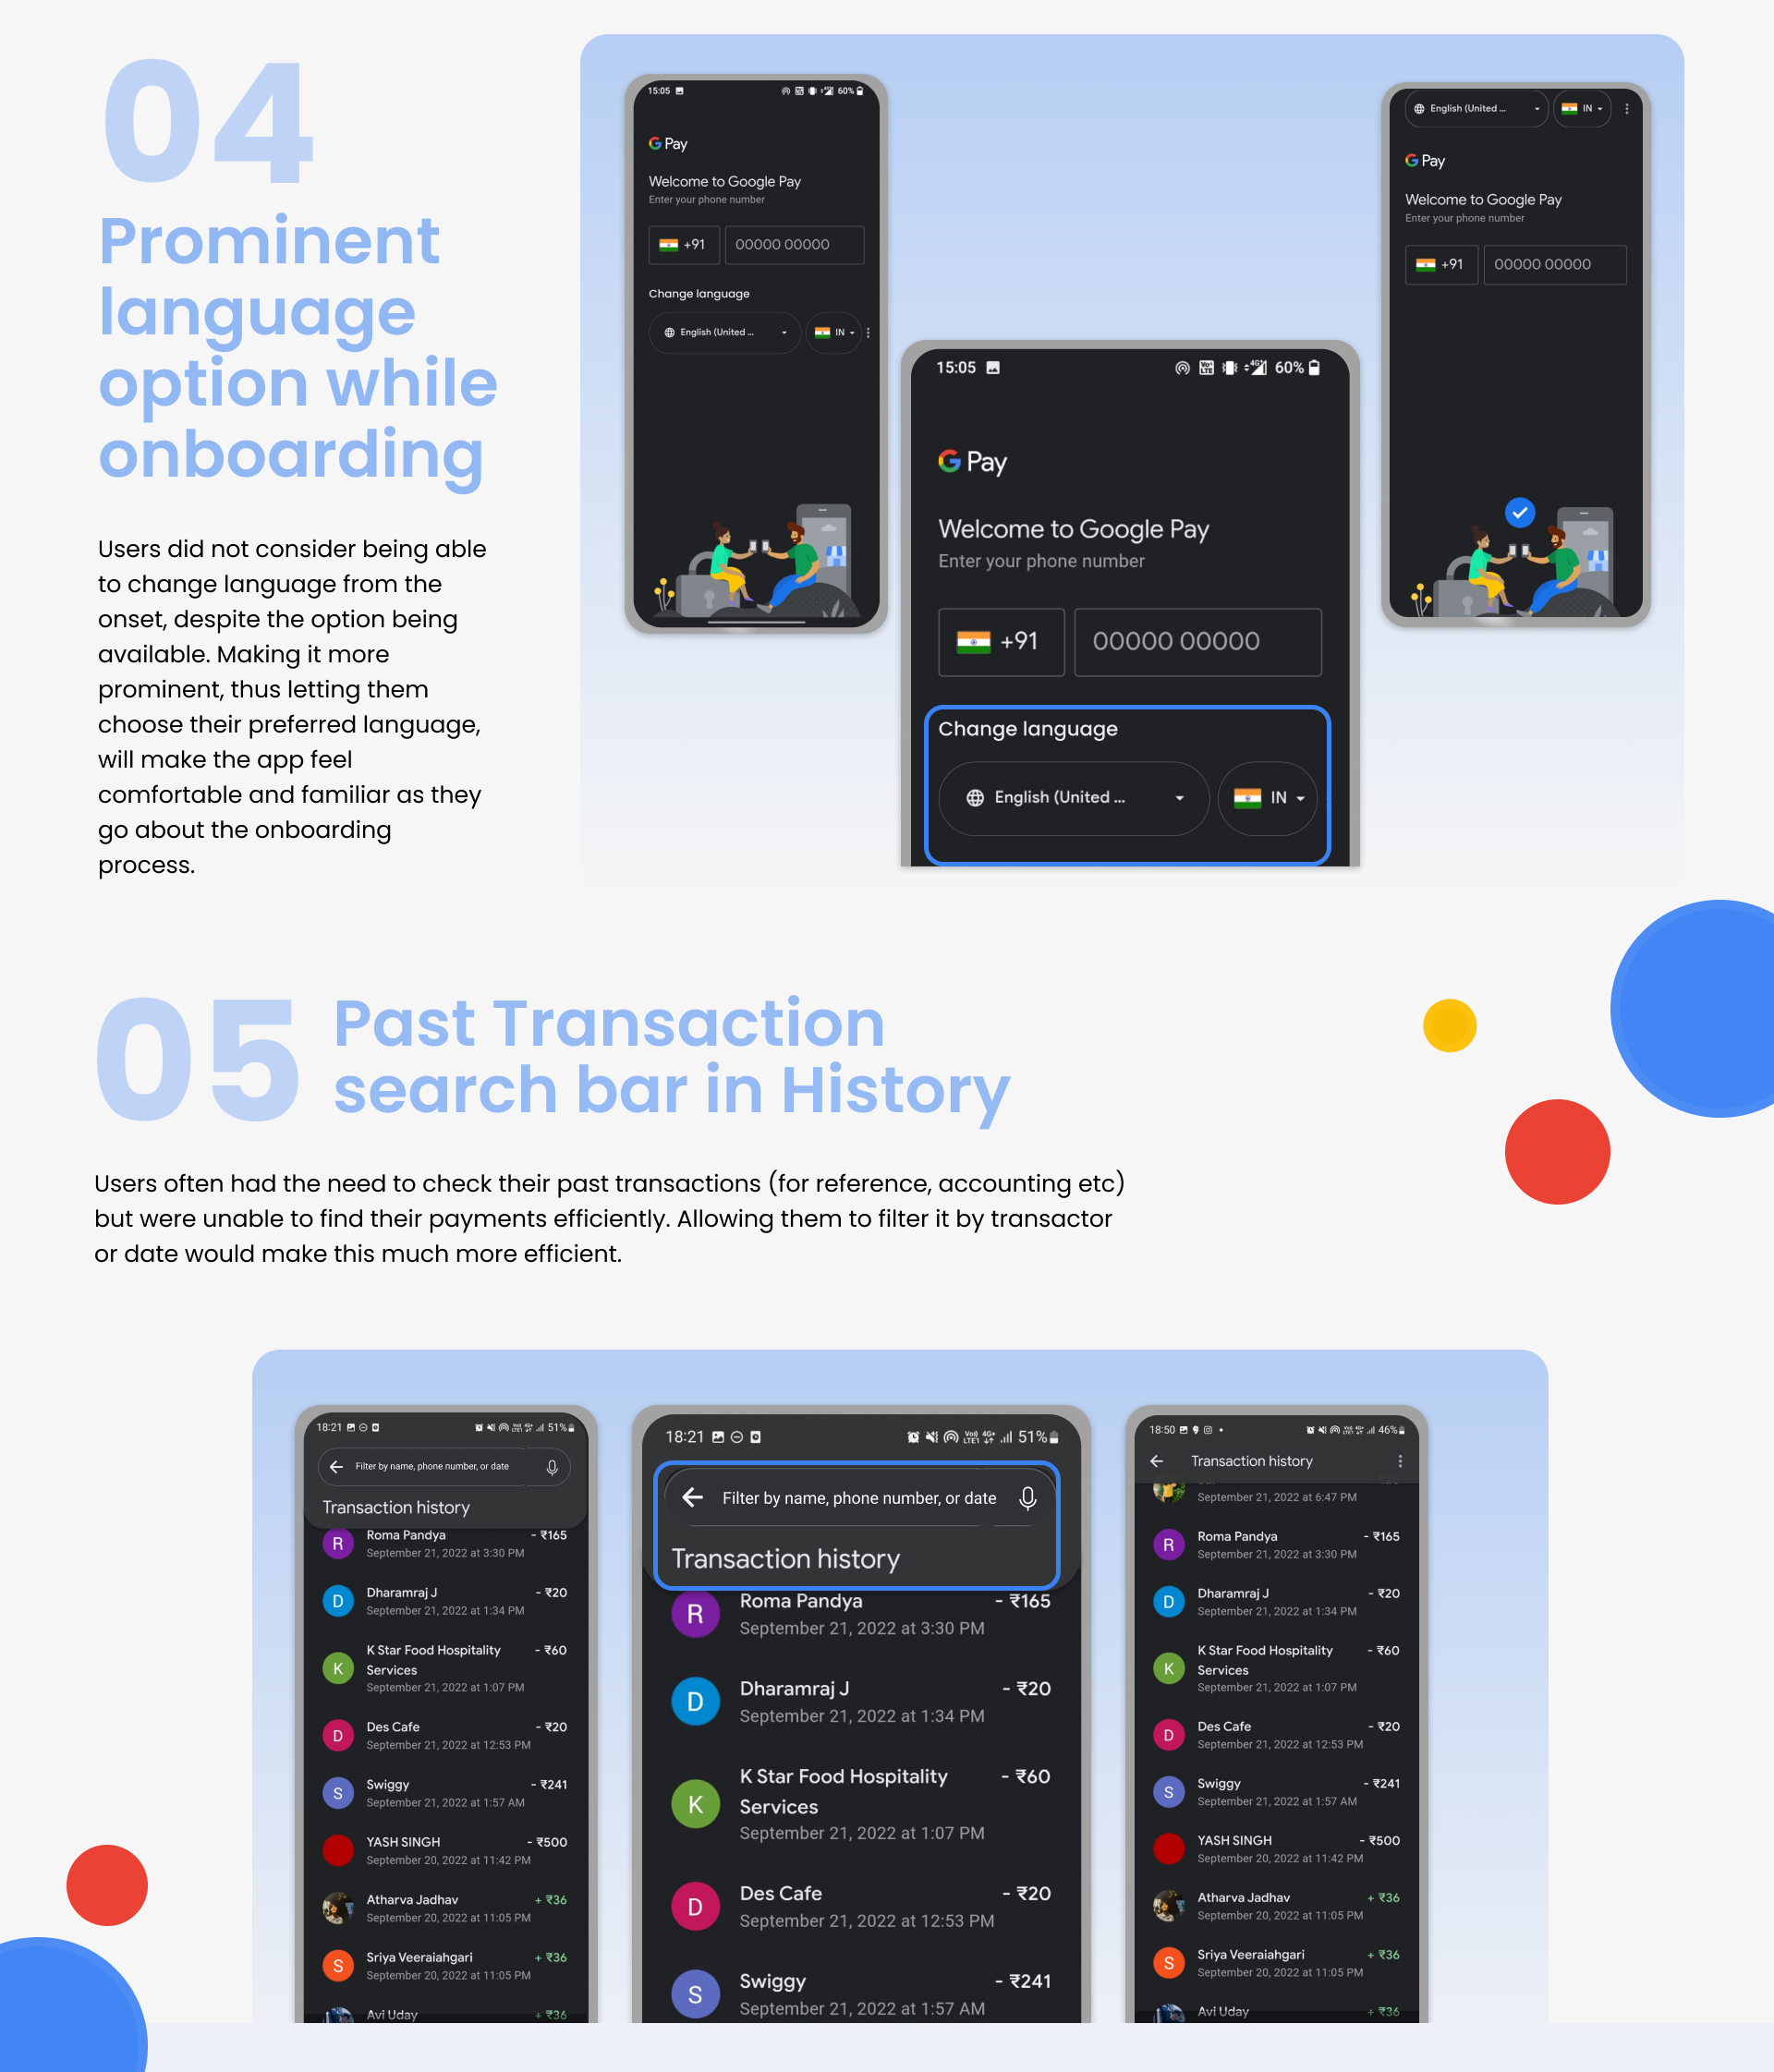 04
Prominent
language
option while
onboarding
Users did not consider being able
to change language from the
onset, despite the option being
available. Making it more
prominent, thus letting them
choose their preferred language,
will make the app feel
comfortable and familiar as they
go about the onboarding
process.
15:05 60%
G Pay
Welcome to Google Pay
Enter your phone number
+91 00000 00000
Change language
English (United ... IN
15:05 4G+ 60%
G Pay
Welcome to Google Pay
Enter your phone number
+91 00000 00000
Change language
English (United ... IN
English (United ... IN
G Pay
Welcome to Google Pay
Enter your phone number
+91 00000 00000
05
Past Transaction
search bar in History
Users often had the need to check their past transactions (for reference, accounting etc)
but were unable to find their payments efficiently. Allowing them to filter it by transactor
or date would make this much more efficient.
18:21 51%
Filter by name, phone number, or date
Transaction history
R Roma Pandya - ₹165
September 21, 2022 at 3:30 PM
D Dharamraj J - ₹20
September 21, 2022 at 1:34 PM
K K Star Food Hospitality - ₹60
Services
September 21, 2022 at 1:07 PM
D Des Cafe - ₹20
September 21, 2022 at 12:53 PM
S Swiggy - ₹241
September 21, 2022 at 1:57 AM
YASH SINGH - ₹500
September 20, 2022 at 11:42 PM
Atharva Jadhav + ₹36
September 20, 2022 at 11:05 PM
S Sriya Veeraiahgari + ₹36
September 20, 2022 at 11:05 PM
Avi Uday + ₹36
18:21 Vo) LTE1 4G+ 51%
Filter by name, phone number, or date
Transaction history
R Roma Pandya - ₹165
September 21, 2022 at 3:30 PM
D Dharamraj J - ₹20
September 21, 2022 at 1:34 PM
K K Star Food Hospitality - ₹60
Services
September 21, 2022 at 1:07 PM
D Des Cafe - ₹20
September 21, 2022 at 12:53 PM
S Swiggy - ₹241
September 21, 2022 at 1:57 AM
18:50 46%
Transaction history
September 21, 2022 at 6:47 PM
R Roma Pandya - ₹165
September 21, 2022 at 3:30 PM
D Dharamraj J - ₹20
September 21, 2022 at 1:34 PM
K K Star Food Hospitality - ₹60
Services
September 21, 2022 at 1:07 PM
D Des Cafe - ₹20
September 21, 2022 at 12:53 PM
S Swiggy - ₹241
September 21, 2022 at 1:57 AM
YASH SINGH - ₹500
September 20, 2022 at 11:42 PM
Atharva Jadhav + ₹36
September 20, 2022 at 11:05 PM
S Sriya Veeraiahgari + ₹36
September 20, 2022 at 11:05 PM
Avi Uday + ₹36